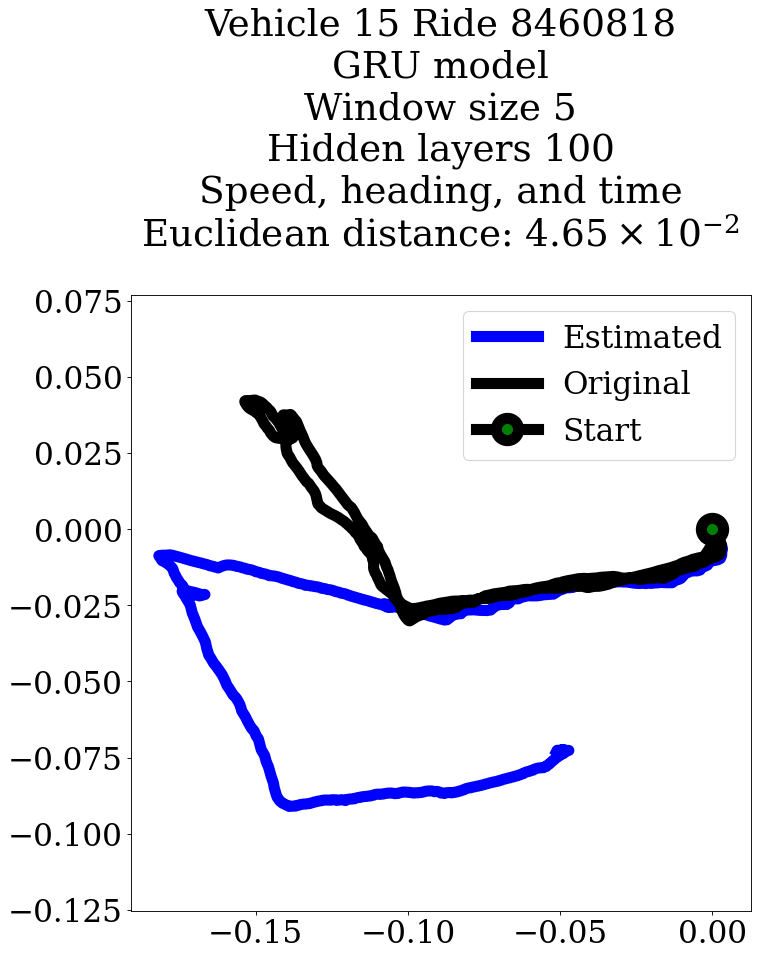 Vehicle 15 Ride 8460818
GRU model
Window size 5
Hidden layers 100
Speed, heading, and time
Euclidean distance: 4.65 × 10⁻²
Estimated
Original
Start
0.075
0.050
0.025
0.000
−0.025
−0.050
−0.075
−0.100
−0.125
−0.15
−0.10
−0.05
0.00